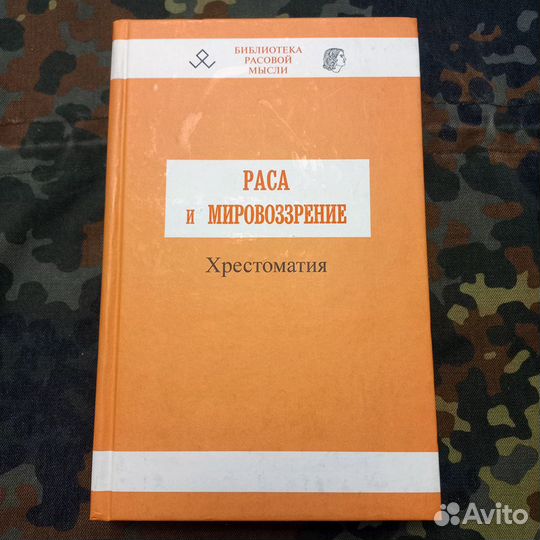 БИБЛИОТЕКА
РАСОВОЙ
МЫСЛИ
РАСА
и МИРОВОЗЗРЕНИЕ
Хрестоматия
Avito